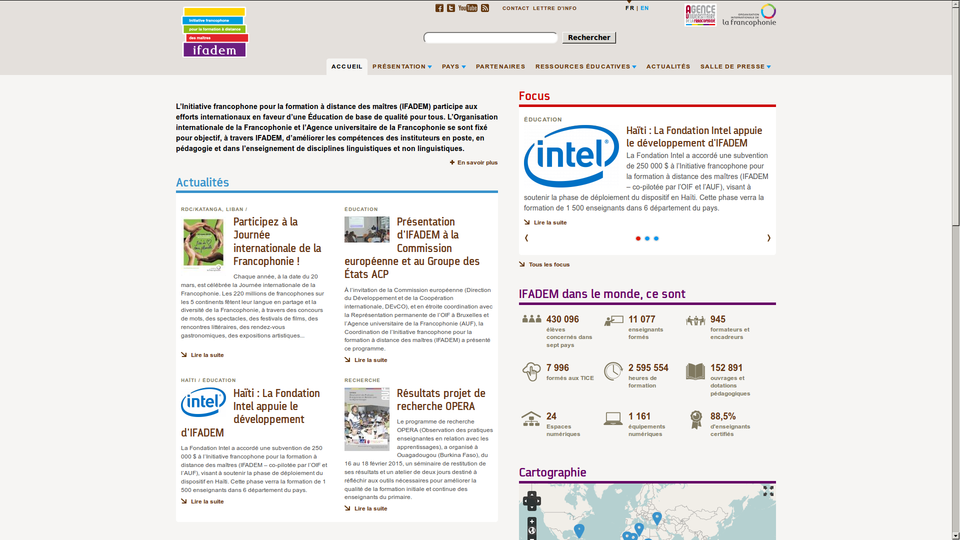 initiative francophone
pour la formation à distance
des maîtres
ifadem
You Tube
CONTACT LETTRE D'INFO
FR | EN
la francophonie
Rechercher
ACCUEIL PRÉSENTATION PAYS PARTENAIRES RESSOURCES ÉDUCATIVES ACTUALITÉS SALLE DE PRESSE
L'Initiative francophone pour la formation à distance des maîtres (IFADEM) participe aux
efforts internationaux en faveur d'une Éducation de base de qualité pour tous. L'Organisation
internationale de la Francophonie et l'Agence universitaire de la Francophonie se sont fixé
pour objectif, à travers IFADEM, d'améliorer les compétences des instituteurs en poste, en
pédagogie et dans l'enseignement de disciplines linguistiques et non linguistiques.
En savoir plus
Actualités
RDC/KATANGA, LIBAN /
Participez à la
Journée
internationale de la
Francophonie !
Chaque année, à la date du 20
mars, est célébrée la Journée internationale de la
Francophonie. Les 220 millions de francophones sur
les 5 continents fêtent leur langue en partage et la
diversité de la Francophonie, à travers des concours
de mots, des spectacles, des festivals de films, des
rencontres littéraires, des rendez-vous
gastronomiques, des expositions artistiques...
Lire la suite
ÉDUCATION
Présentation
d'IFADEM à la
Commission
européenne et au Groupe des
États ACP
À l'invitation de la Commission européenne (Direction
du Développement et de la Coopération
internationale, DEvCO), et en étroite coordination avec
la Représentation permanente de l'OIF à Bruxelles et
l'Agence universitaire de la Francophonie (AUF), la
Coordination de l'Initiative francophone pour la
formation à distance des maîtres (IFADEM) a présenté
ce programme.
Lire la suite
HAÏTI / ÉDUCATION
intel
Haïti : La Fondation
Intel appuie le
développement
d'IFADEM
La Fondation Intel a accordé une subvention de 250
000 $ à l'Initiative francophone pour la formation à
distance des maîtres (IFADEM – co-pilotée par l'OIF et
l'AUF), visant à soutenir la phase de déploiement du
dispositif en Haïti. Cette phase verra la formation de 1
500 enseignants dans 6 département du pays.
Lire la suite
RECHERCHE
Résultats projet de
recherche OPERA
Le programme de recherche
OPERA (Observation des pratiques
enseignantes en relation avec les
apprentissages), a organisé à
Ouagadougou (Burkina Faso), du
16 au 18 février 2015, un séminaire de restitution de
ses résultats et un atelier de deux jours destiné à
réfléchir aux outils nécessaires pour améliorer la
qualité de la formation initiale et continue des
enseignants du primaire.
Lire la suite
Focus
ÉDUCATION
intel
Haïti : La Fondation Intel appuie
le développement d'IFADEM
La Fondation Intel a accordé une subvention
de 250 000 $ à l'Initiative francophone pour
la formation à distance des maîtres (IFADEM
– co-pilotée par l'OIF et l'AUF), visant à
soutenir la phase de déploiement du dispositif en Haïti. Cette phase verra la
formation de 1 500 enseignants dans 6 département du pays.
Lire la suite
Tous les focus
IFADEM dans le monde, ce sont
430 096
élèves
concernés dans
sept pays
11 077
enseignants
formés
945
formateurs et
encadreurs
7 996
formés aux TICE
2 595 554
heures de
formation
152 891
ouvrages et
dotations
pédagogiques
24
Espaces
numériques
1 161
équipements
numériques
88,5%
d'enseignants
certifiés
Cartographie